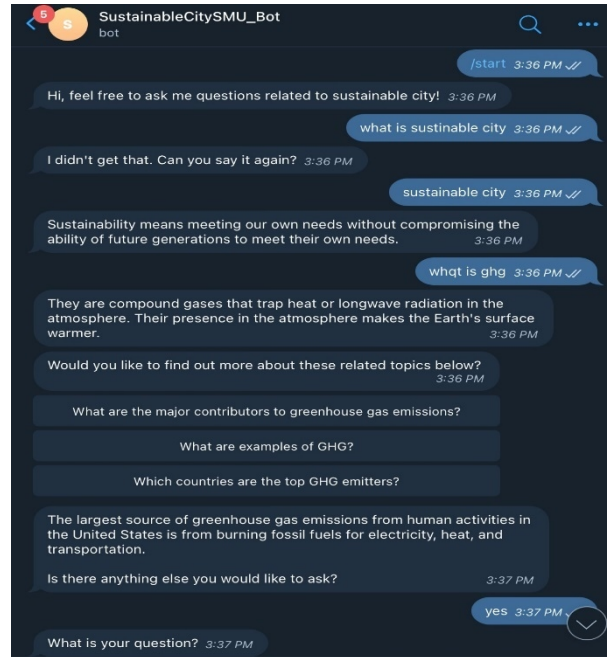 5
S
SustainableCitySMU_Bot
bot
/start 3:36 PM
Hi, feel free to ask me questions related to sustainable city! 3:36 PM
what is sustinable city 3:36 PM
I didn't get that. Can you say it again? 3:36 PM
sustainable city 3:36 PM
Sustainability means meeting our own needs without compromising the
ability of future generations to meet their own needs. 3:36 PM
whqt is ghg 3:36 PM
They are compound gases that trap heat or longwave radiation in the
atmosphere. Their presence in the atmosphere makes the Earth's surface
warmer. 3:36 PM
Would you like to find out more about these related topics below?
3:36 PM
What are the major contributors to greenhouse gas emissions?
What are examples of GHG?
Which countries are the top GHG emitters?
The largest source of greenhouse gas emissions from human activities in
the United States is from burning fossil fuels for electricity, heat, and
transportation.
Is there anything else you would like to ask? 3:37 PM
yes 3:37 PM
What is your question? 3:37 PM